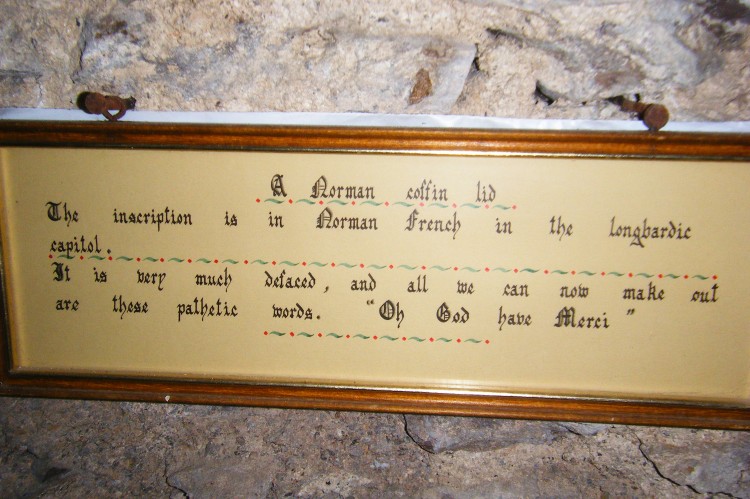 A Norman coffin lid
The inscription is in Norman French in the longbardic
capitol.
It is very much defaced, and all we can now make out
are these pathetic words. "Oh God have Merci"